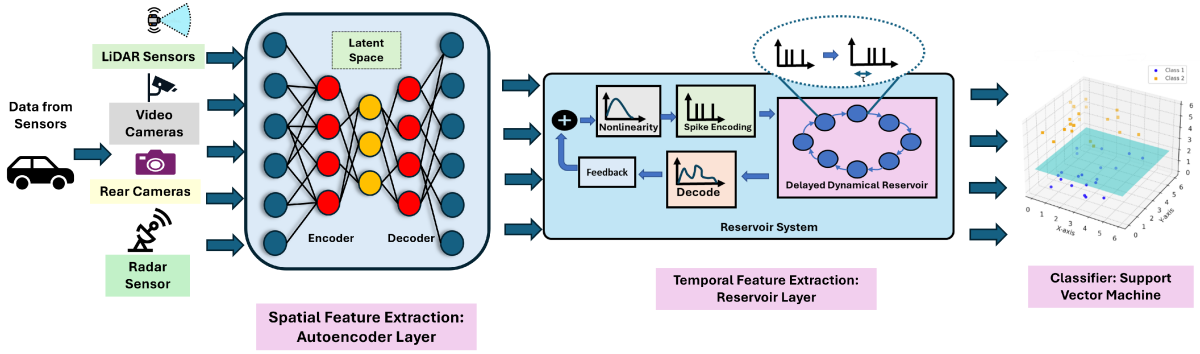 Data from
Sensors
LiDAR Sensors
Video
Cameras
Rear Cameras
Radar
Sensor
Latent
Space
Encoder
Decoder
Spatial Feature Extraction:
Autoencoder Layer
τ
Nonlinearity
Spike Encoding
Feedback
Decode
Delayed Dynamical Reservoir
Reservoir System
Temporal Feature Extraction:
Reservoir Layer
Class 1
Class 2
6
5
4
3
2
1
0
0
1
2
3
4
5
6
X-axis
0
1
2
3
4
5
6
Y-axis
Classifier: Support
Vector Machine